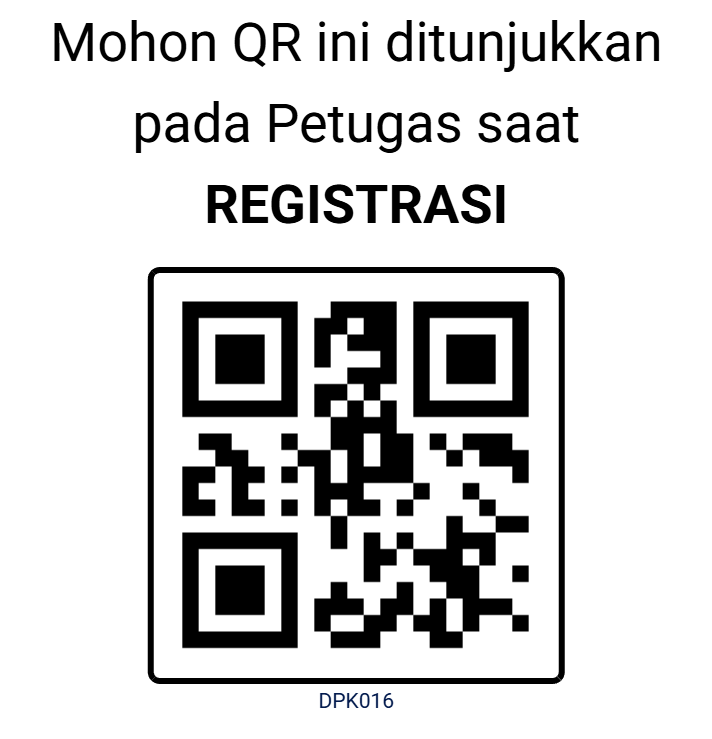 Mohon QR ini ditunjukkan
pada Petugas saat
REGISTRASI
DPK016